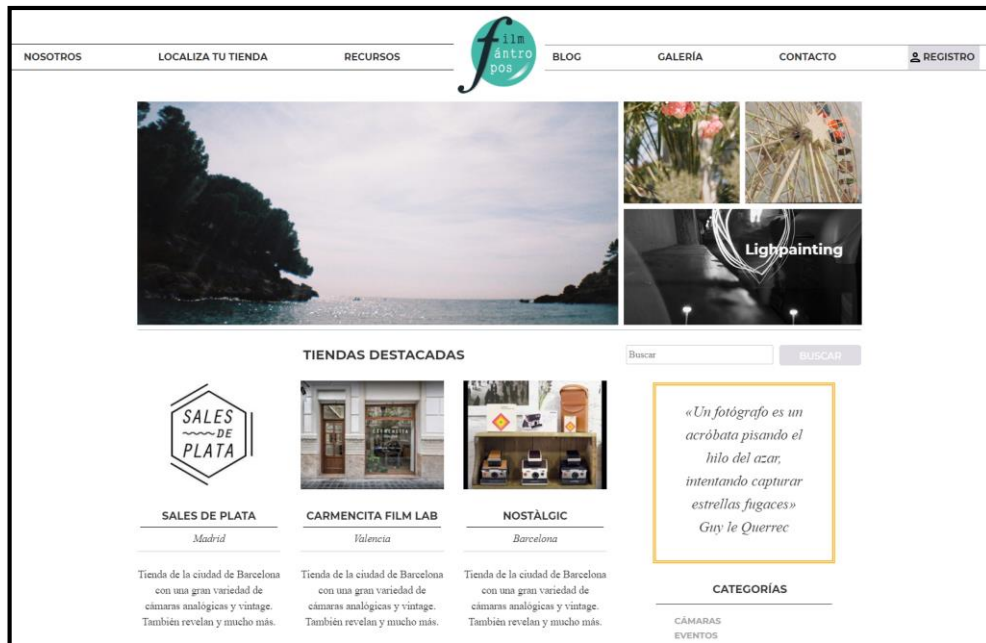 NOSOTROS
LOCALIZA TU TIENDA
RECURSOS
film
ántro
pos
BLOG
GALERÍA
CONTACTO
REGISTRO
Lighpainting
TIENDAS DESTACADAS
Buscar
BUSCAR
SALES
DE
PLATA
SALES DE PLATA
Madrid
Tienda de la ciudad de Barcelona
con una gran variedad de
cámaras analógicas y vintage.
También revelan y mucho más.
CARMENCITA FILM LAB
Valencia
Tienda de la ciudad de Barcelona
con una gran variedad de
cámaras analógicas y vintage.
También revelan y mucho más.
NOSTÀLGIC
Barcelona
Tienda de la ciudad de Barcelona
con una gran variedad de
cámaras analógicas y vintage.
También revelan y mucho más.
«Un fotógrafo es un
acróbata pisando el
hilo del azar,
intentando capturar
estrellas fugaces»
Guy le Querrec
CATEGORÍAS
CÁMARAS
EVENTOS